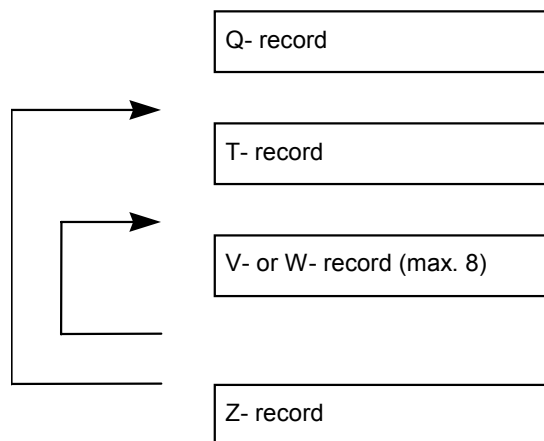 Q- record
T- record
V- or W- record (max. 8)
Z- record